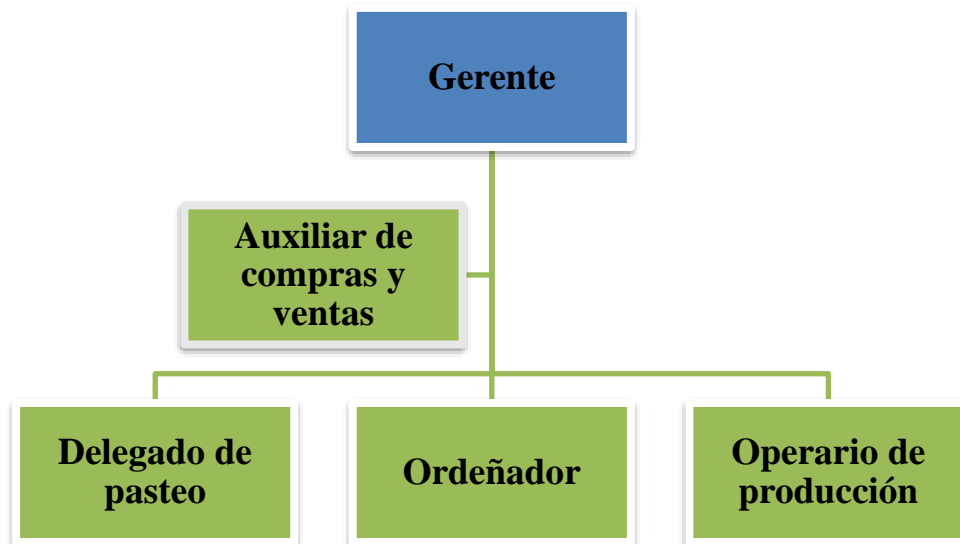 Gerente
Auxiliar de
compras y
ventas
Delegado de
pasteo
Ordeñador
Operario de
producción